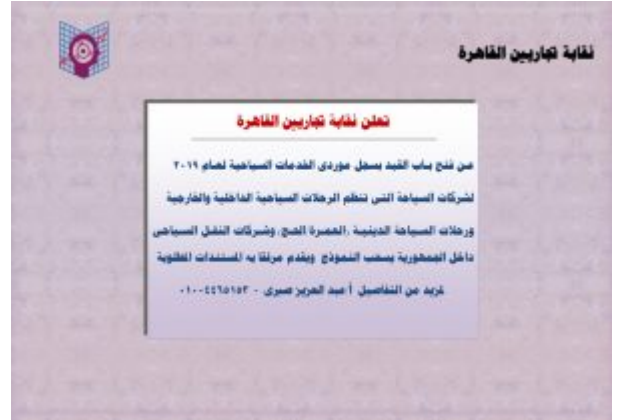 نقابة تجاريين القاهرة
تعلن نقابة تجاريين القاهرة
عن فتح باب القيد بسجل موردى الخدمات السياحية لعام ٢٠١٩
لشركات السياحة التى تنظم الرحلات السياحية الداخلية والخارجية
ورحلات السياحة الدينية ،العمرة الحج، وشركات النقل السياحى
داخل الجمهورية بسحب النموذج ويقدم مرفقا به المستندات المطلوبة
لمزيد من التفاصيل أ عبد العزيز صبرى - ٠١٠٠٤٤٦٥١٥٣